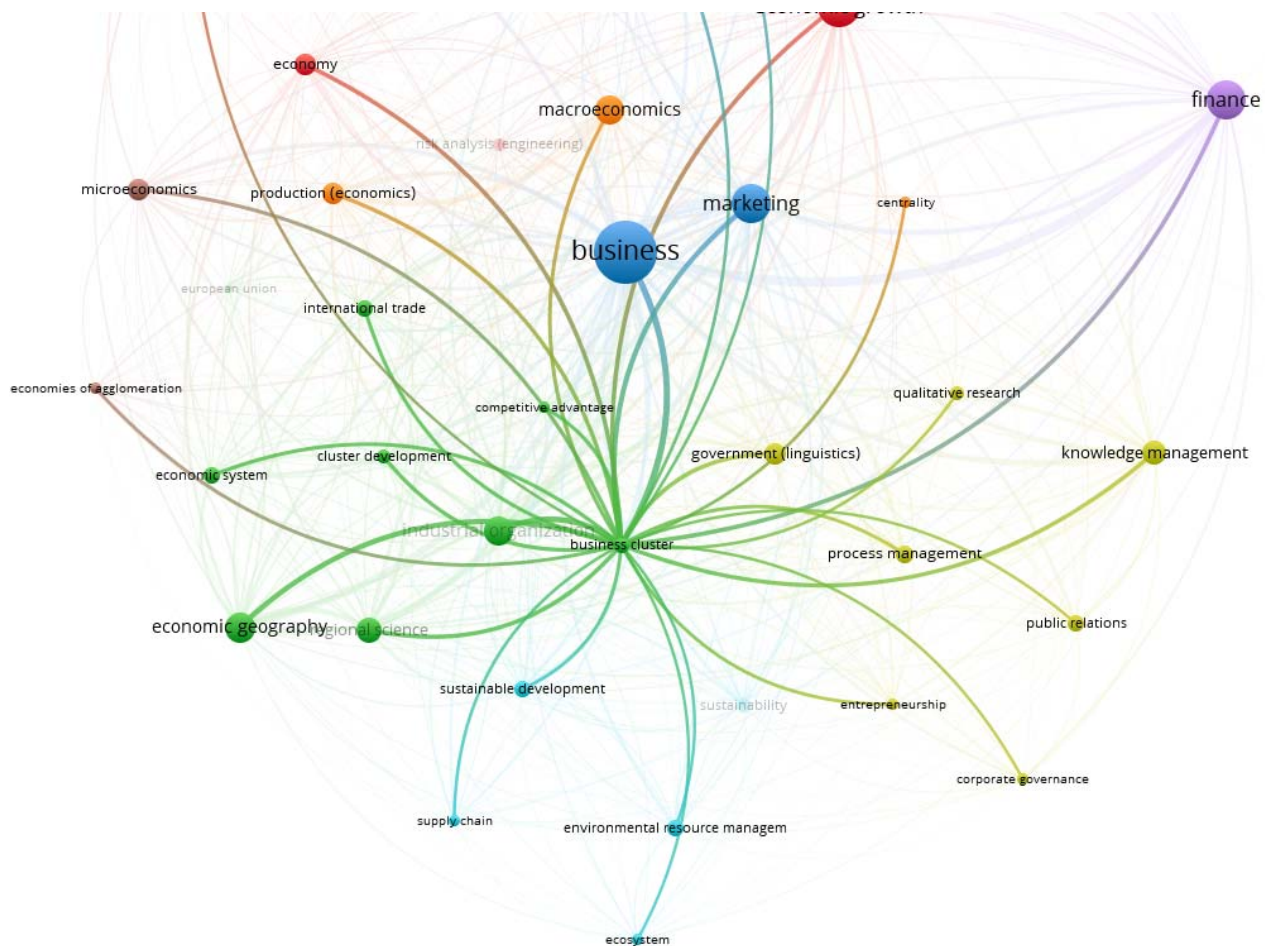 economic growth
economy
finance
macroeconomics
risk analysis (engineering)
microeconomics
production (economics)
marketing
centrality
business
european union
international trade
economies of agglomeration
qualitative research
competitive advantage
cluster development
government (linguistics)
knowledge management
economic system
industrial organization
business cluster
process management
economic geography
regional science
public relations
sustainable development
sustainability
entrepreneurship
corporate governance
supply chain
environmental resource managem
ecosystem